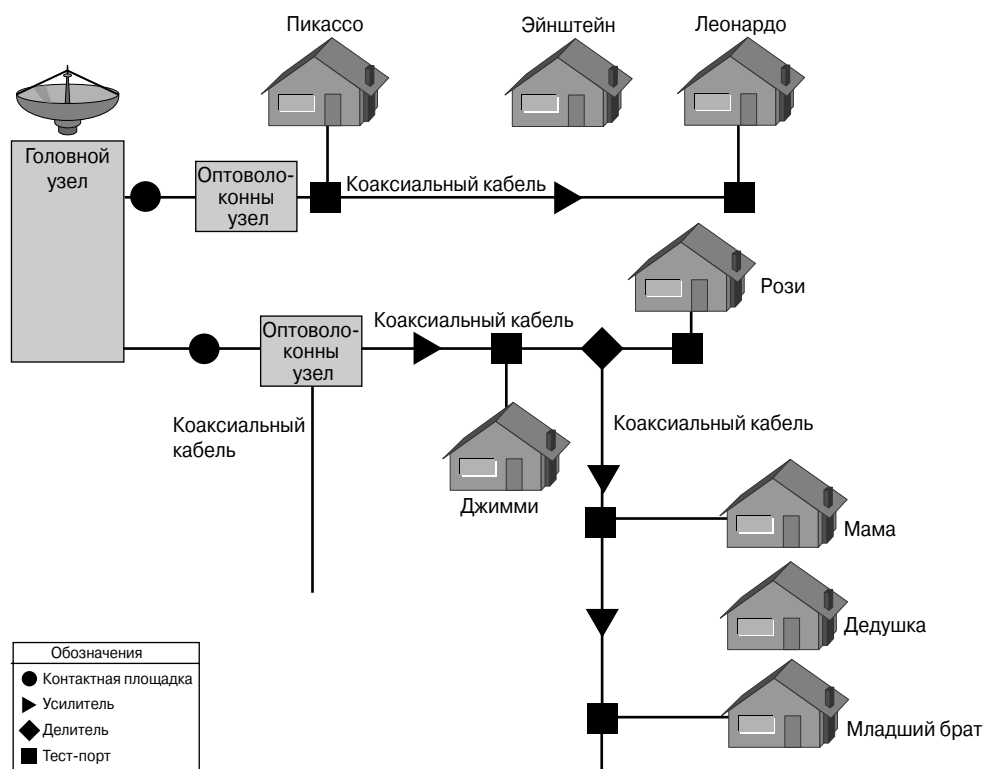 Пикассо
Эйнштейн
Леонардо
Головной
узел
Оптоволо-
конны
узел
Коаксиальный кабель
Рози
Оптоволо-
конны
узел
Коаксиальный кабель
Коаксиальный
кабель
Коаксиальный кабель
Джимми
Мама
Дедушка
Младший брат
Обозначения
Контактная площадка
Усилитель
Делитель
Тест-порт